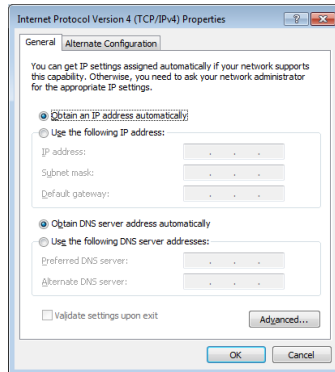 Internet Protocol Version 4 (TCP/IPv4) Properties
General
Alternate Configuration
You can get IP settings assigned automatically if your network supports
this capability. Otherwise, you need to ask your network administrator
for the appropriate IP settings.
Obtain an IP address automatically
Use the following IP address:
IP address:
Subnet mask:
Default gateway:
Obtain DNS server address automatically
Use the following DNS server addresses:
Preferred DNS server:
Alternate DNS server:
Validate settings upon exit
Advanced...
OK
Cancel